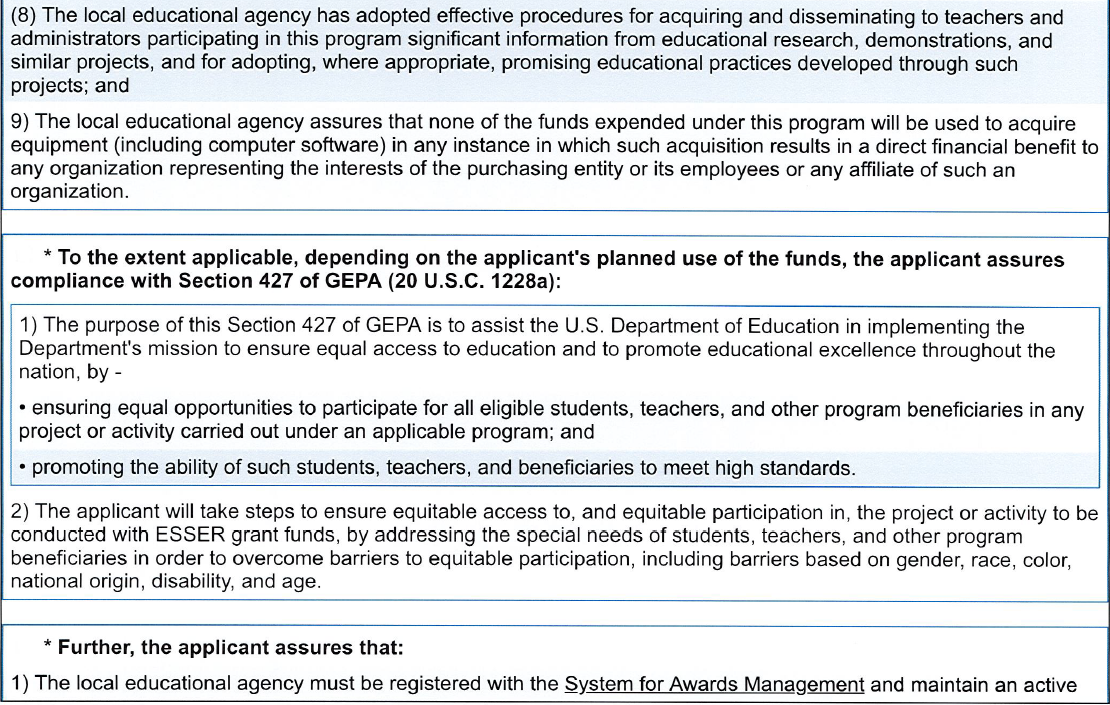 (8) The local educational agency has adopted effective procedures for acquiring and disseminating to teachers and
administrators participating in this program significant information from educational research, demonstrations, and
similar projects, and for adopting, where appropriate, promising educational practices developed through such
projects; and
9) The local educational agency assures that none of the funds expended under this program will be used to acquire
equipment (including computer software) in any instance in which such acquisition results in a direct financial benefit to
any organization representing the interests of the purchasing entity or its employees or any affiliate of such an
organization.
* To the extent applicable, depending on the applicant's planned use of the funds, the applicant assures
compliance with Section 427 of GEPA (20 U.S.C. 1228a):
1) The purpose of this Section 427 of GEPA is to assist the U.S. Department of Education in implementing the
Department's mission to ensure equal access to education and to promote educational excellence throughout the
nation, by -
• ensuring equal opportunities to participate for all eligible students, teachers, and other program beneficiaries in any
project or activity carried out under an applicable program; and
• promoting the ability of such students, teachers, and beneficiaries to meet high standards.
2) The applicant will take steps to ensure equitable access to, and equitable participation in, the project or activity to be
conducted with ESSER grant funds, by addressing the special needs of students, teachers, and other program
beneficiaries in order to overcome barriers to equitable participation, including barriers based on gender, race, color,
national origin, disability, and age.
* Further, the applicant assures that:
1) The local educational agency must be registered with the System for Awards Management and maintain an active